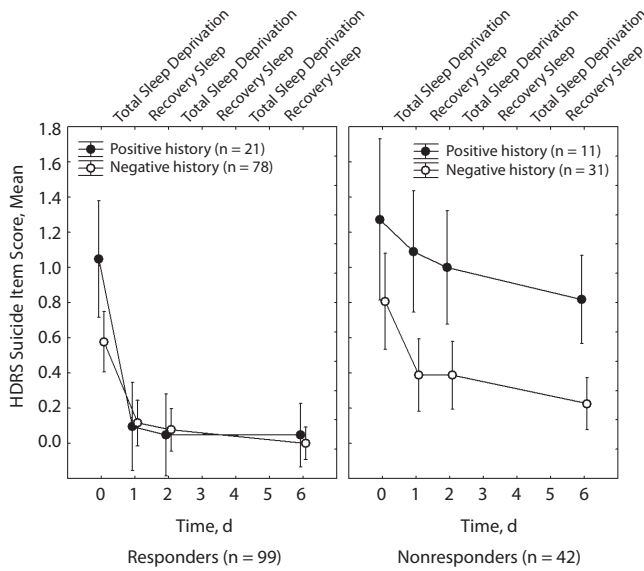 Total Sleep Deprivation
Recovery Sleep
Total Sleep Deprivation
Recovery Sleep
Total Sleep Deprivation
Recovery Sleep
Total Sleep Deprivation
Recovery Sleep
Total Sleep Deprivation
Recovery Sleep
Total Sleep Deprivation
Recovery Sleep
HDRS Suicide Item Score, Mean
1.8
1.6
1.4
1.2
1.0
0.8
0.6
0.4
0.2
0.0
Positive history (n = 21)
Negative history (n = 78)
Positive history (n = 11)
Negative history (n = 31)
0 1 2 3 4 5 6
0 1 2 3 4 5 6
Time, d
Time, d
Responders (n = 99)
Nonresponders (n = 42)